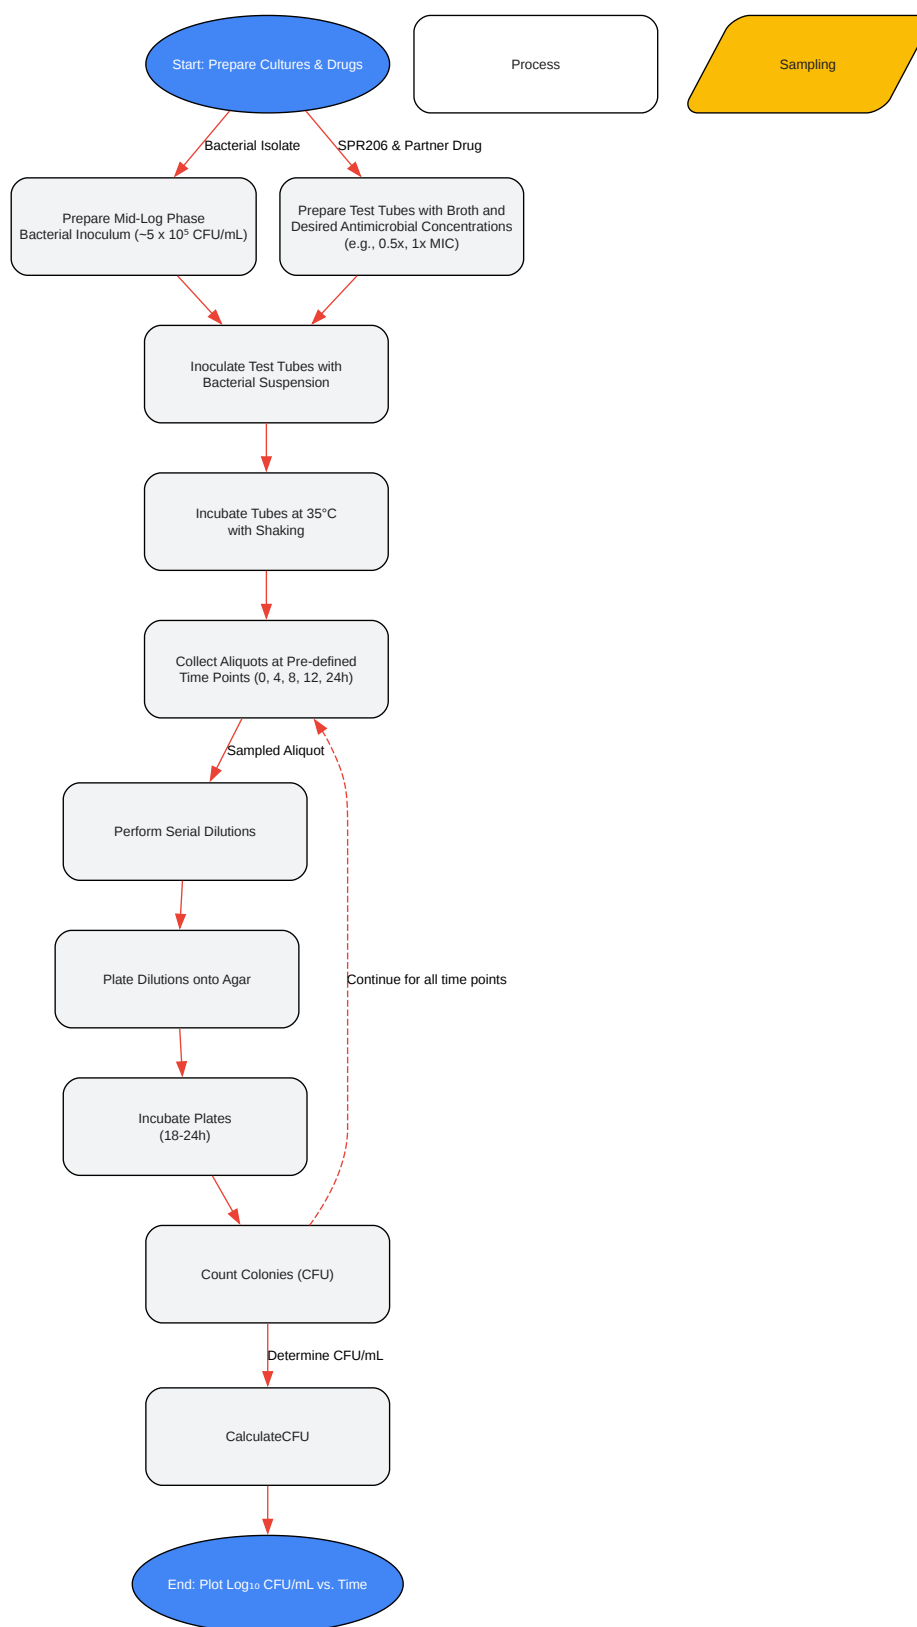 Start: Prepare Cultures & Drugs
Process
Sampling
Bacterial Isolate
SPR206 & Partner Drug
Prepare Mid-Log Phase
Bacterial Inoculum (~5 x 10⁵ CFU/mL)
Prepare Test Tubes with Broth and
Desired Antimicrobial Concentrations
(e.g., 0.5x, 1x MIC)
Inoculate Test Tubes with
Bacterial Suspension
Incubate Tubes at 35°C
with Shaking
Collect Aliquots at Pre-defined
Time Points (0, 4, 8, 12, 24h)
Sampled Aliquot
Perform Serial Dilutions
Plate Dilutions onto Agar
Continue for all time points
Incubate Plates
(18-24h)
Count Colonies (CFU)
Determine CFU/mL
CalculateCFU
End: Plot Log₁₀ CFU/mL vs. Time